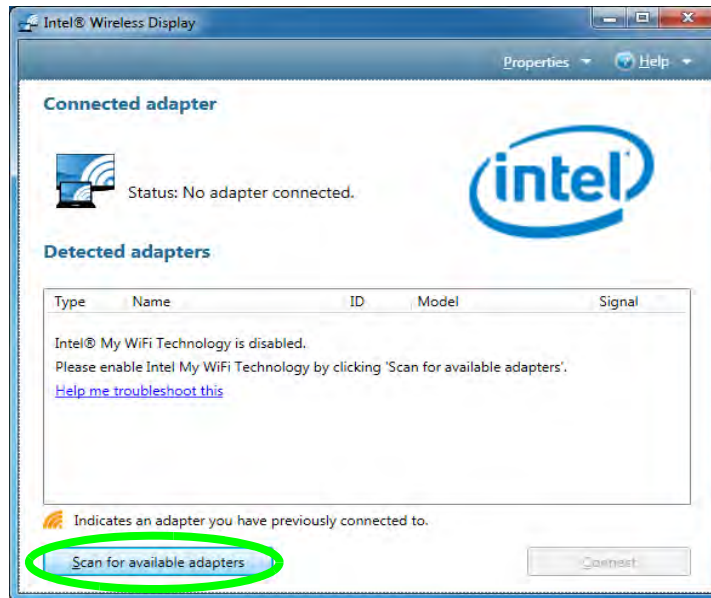 Intel® Wireless Display
Properties Help
Connected adapter
Status: No adapter connected.
intel
Detected adapters
Type Name ID Model Signal
Intel® My WiFi Technology is disabled.
Please enable Intel My WiFi Technology by clicking 'Scan for available adapters'.
Help me troubleshoot this
Indicates an adapter you have previously connected to.
Scan for available adapters Connect